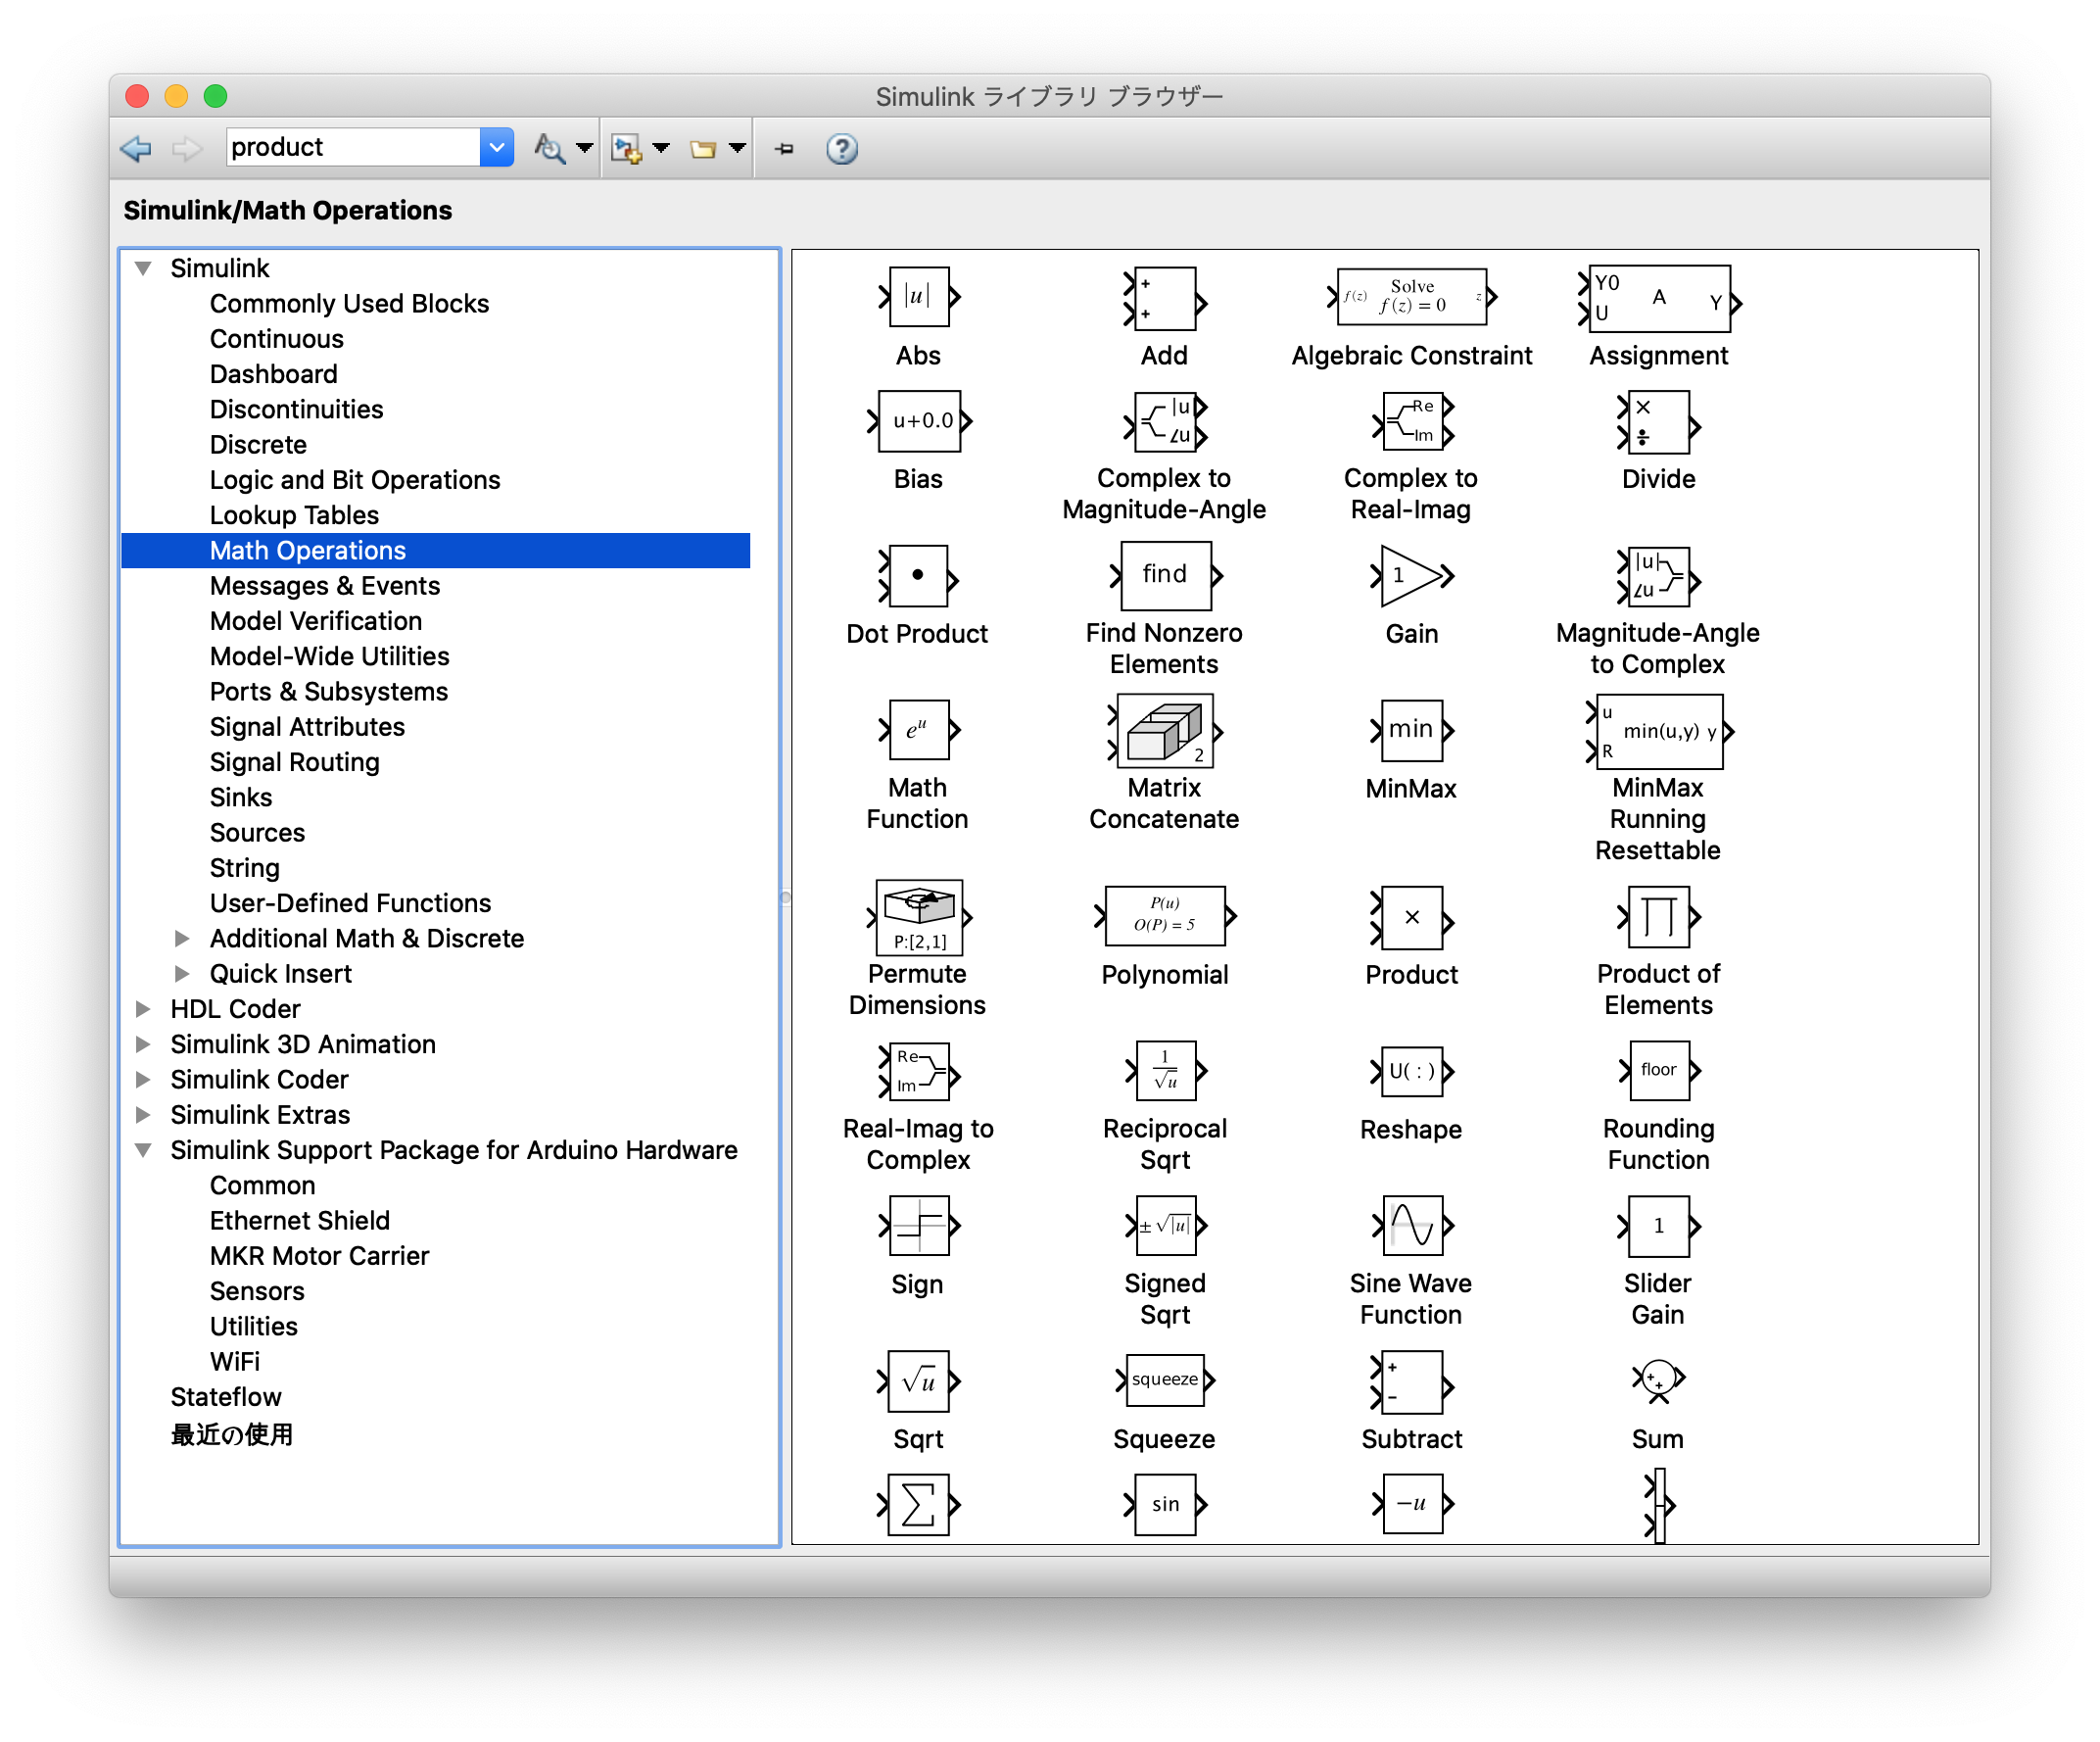 Simulink ライブラリ ブラウザー
product
Simulink/Math Operations
Simulink
Commonly Used Blocks
Continuous
Dashboard
Discontinuities
Discrete
Logic and Bit Operations
Lookup Tables
Math Operations
Messages & Events
Model Verification
Model-Wide Utilities
Ports & Subsystems
Signal Attributes
Signal Routing
Sinks
Sources
String
User-Defined Functions
Additional Math & Discrete
Quick Insert
HDL Coder
Simulink 3D Animation
Simulink Coder
Simulink Extras
Simulink Support Package for Arduino Hardware
Common
Ethernet Shield
MKR Motor Carrier
Sensors
Utilities
WiFi
Stateflow
最近の使用
|u|
Abs
+
+
Add
f(z) Solve z
f(z) = 0
Algebraic Constraint
Y0 A Y
U
Assignment
u+0.0
Bias
|u|
∠u
Complex to
Magnitude-Angle
Re
Im
Complex to
Real-Imag
×
÷
Divide
Dot Product
find
Find Nonzero
Elements
1
Gain
|u|
∠u
Magnitude-Angle
to Complex
e^u
Math
Function
2
Matrix
Concatenate
min
MinMax
u
min(u,y) y
R
MinMax
Running
Resettable
P:[2,1]
Permute
Dimensions
P(u)
O(P) = 5
Polynomial
×
Product
∏
Product of
Elements
Re
Im
Real-Imag to
Complex
1
√u
Reciprocal
Sqrt
U( : )
Reshape
floor
Rounding
Function
Sign
±√|u|
Signed
Sqrt
Sine Wave
Function
1
Slider
Gain
√u
Sqrt
squeeze
Squeeze
+
−
Subtract
+
+
Sum
∑
sin
−u